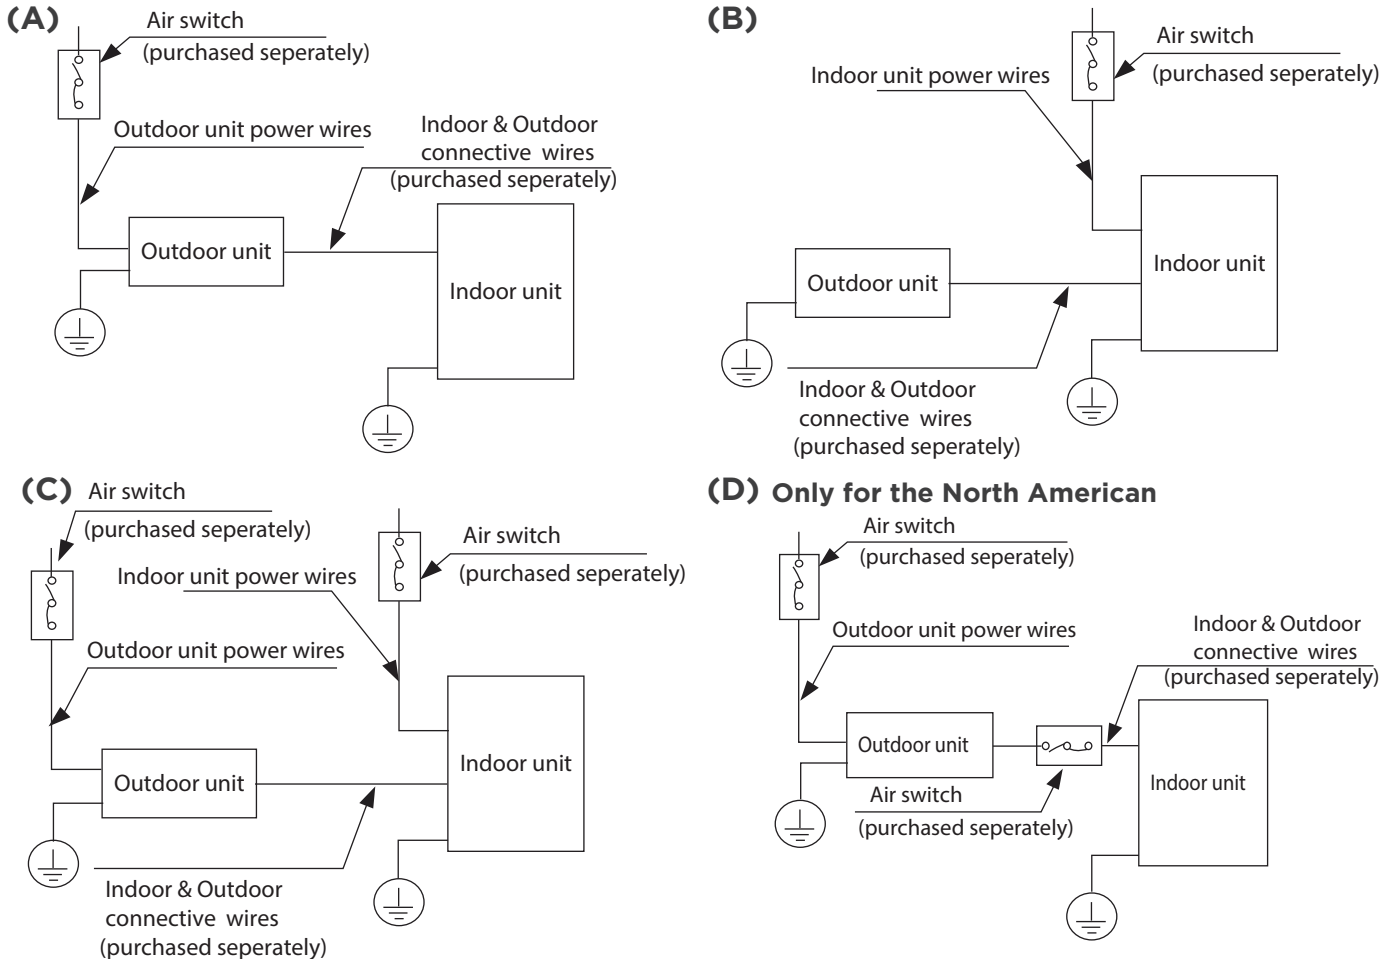 (A)
Air switch
(purchased seperately)
Outdoor unit power wires
Indoor & Outdoor
connective wires
(purchased seperately)
Outdoor unit
Indoor unit
(B)
Air switch
(purchased seperately)
Indoor unit power wires
Outdoor unit
Indoor unit
Indoor & Outdoor
connective wires
(purchased seperately)
(C)
Air switch
(purchased seperately)
Air switch
(purchased seperately)
Indoor unit power wires
Outdoor unit power wires
Outdoor unit
Indoor unit
Indoor & Outdoor
connective wires
(purchased seperately)
(D) Only for the North American
Air switch
(purchased seperately)
Outdoor unit power wires
Indoor & Outdoor
connective wires
(purchased seperately)
Outdoor unit
Indoor unit
Air switch
(purchased seperately)